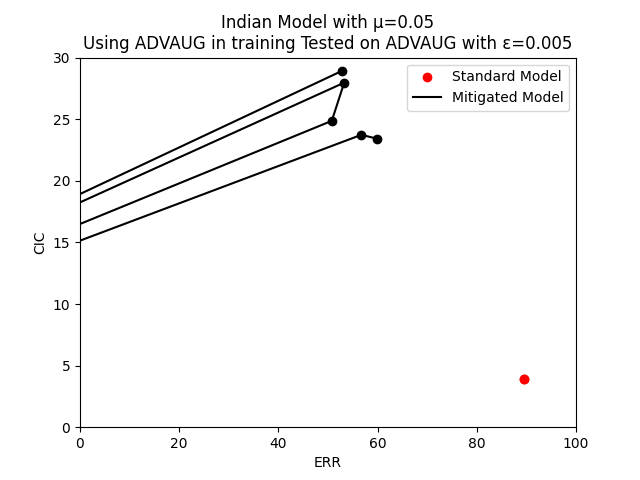 Indian Model with μ=0.05
Using ADVAUG in training Tested on ADVAUG with ε=0.005
Standard Model
Mitigated Model
CIC
30
25
20
15
10
5
0
0 20 40 60 80 100
ERR